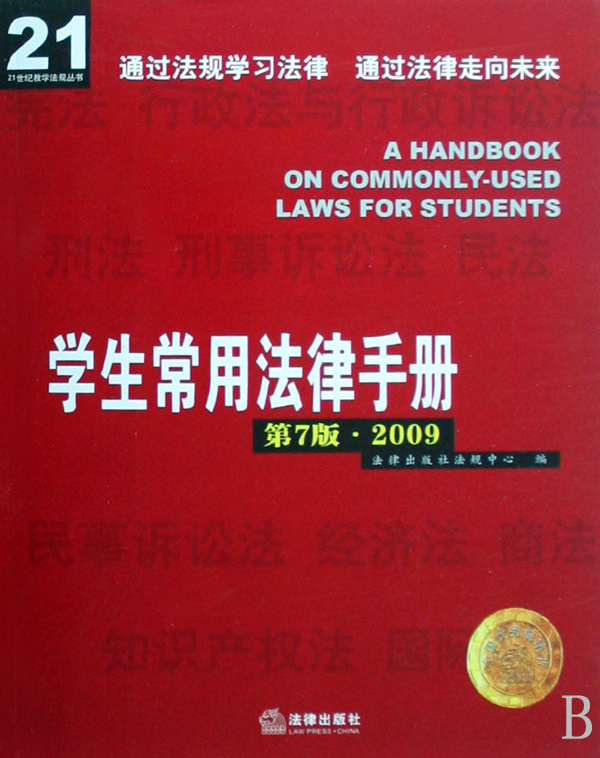 21
21世纪教学法规丛书
通过法规学习法律 通过法律走向未来
宪法 行政法与行政诉讼法
A HANDBOOK
ON COMMONLY-USED
LAWS FOR STUDENTS
刑法 刑事诉讼法 民法
学生常用法律手册
第7版·2009
法律出版社法规中心 编
民事诉讼法 经济法 商法
知识产权法 国际
法律出版社
LAW PRESS·CHINA
B